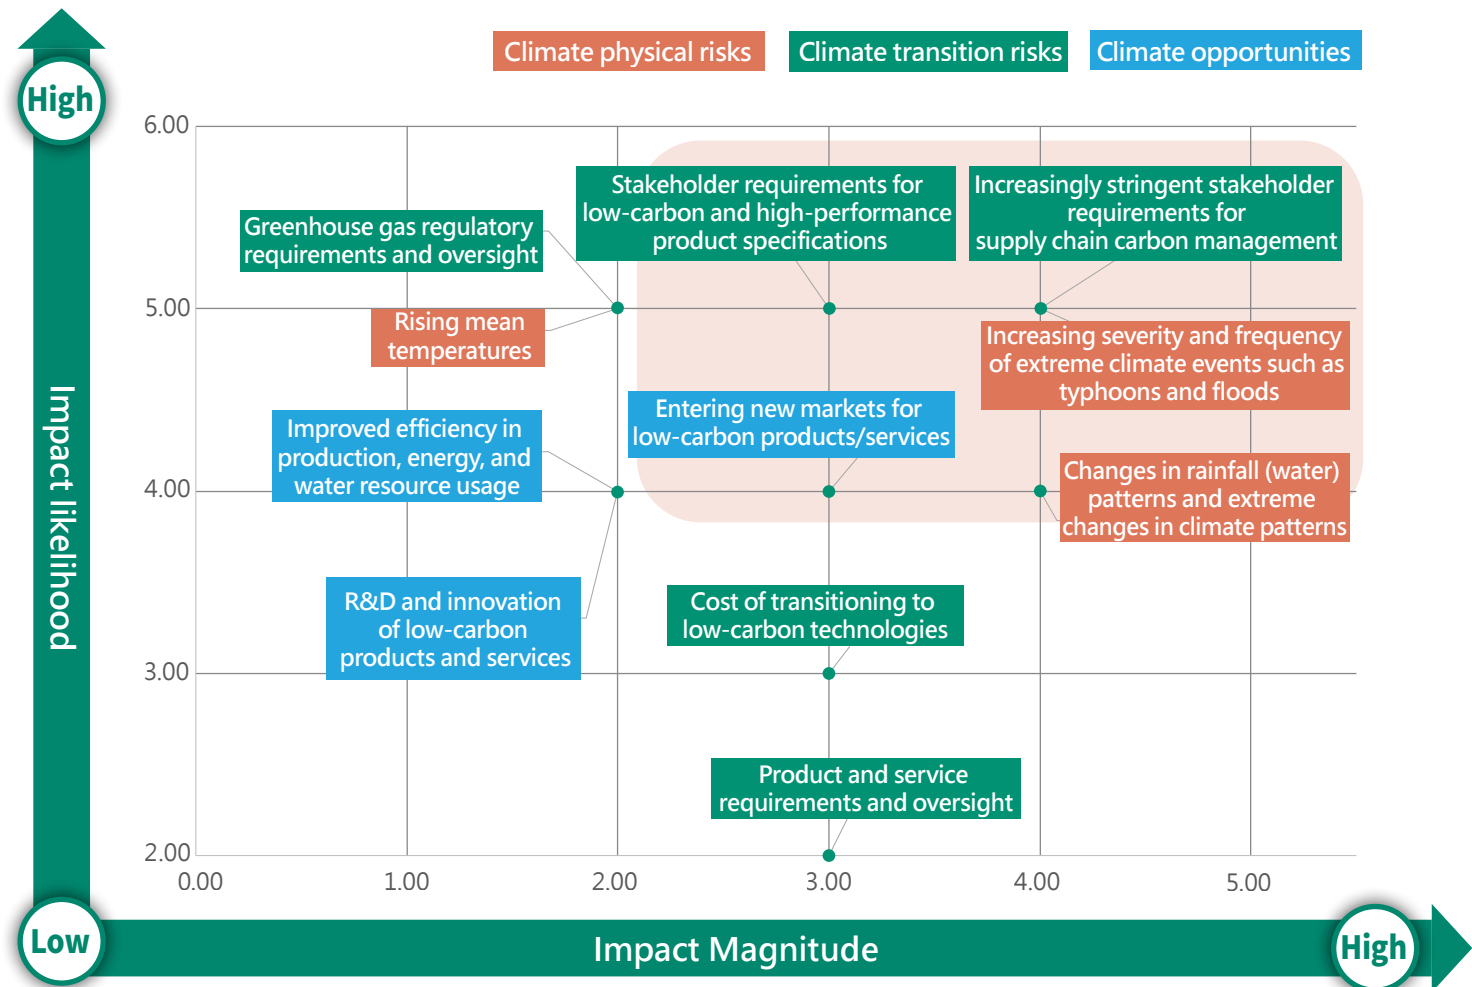 Climate physical risks
Climate transition risks
Climate opportunities
High
6.00
Stakeholder requirements for
low-carbon and high-performance
product specifications
Increasingly stringent stakeholder
requirements for
supply chain carbon management
Greenhouse gas regulatory
requirements and oversight
5.00
Rising mean
temperatures
Increasing severity and frequency
of extreme climate events such as
typhoons and floods
Impact likelihood
Improved efficiency in
production, energy, and
water resource usage
Entering new markets for
low-carbon products/services
4.00
Changes in rainfall (water)
patterns and extreme
changes in climate patterns
R&D and innovation
of low-carbon
products and services
Cost of transitioning to
low-carbon technologies
3.00
Product and service
requirements and oversight
2.00
0.00
1.00
2.00
3.00
4.00
5.00
Low
Impact Magnitude
High